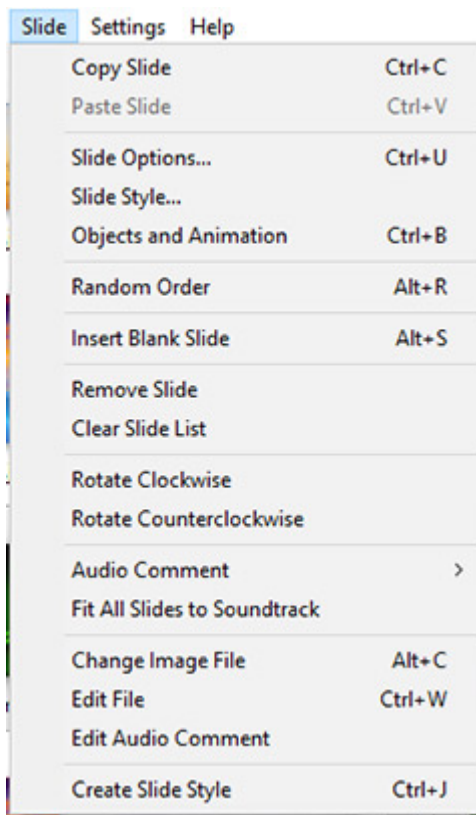 Slide Settings Help
Copy Slide Ctrl+C
Paste Slide Ctrl+V
Slide Options... Ctrl+U
Slide Style...
Objects and Animation Ctrl+B
Random Order Alt+R
Insert Blank Slide Alt+S
Remove Slide
Clear Slide List
Rotate Clockwise
Rotate Counterclockwise
Audio Comment >
Fit All Slides to Soundtrack
Change Image File Alt+C
Edit File Ctrl+W
Edit Audio Comment
Create Slide Style Ctrl+J